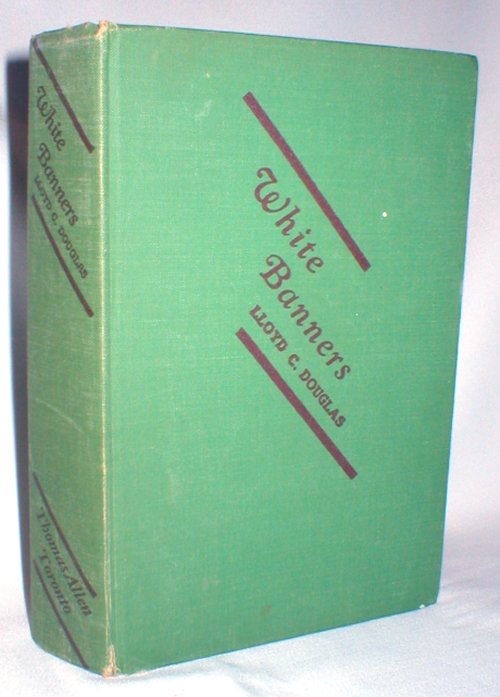 White
Banners
LLOYD C. DOUGLAS
Thomas Allen
Toronto
White
Banners
LLOYD C. DOUGLAS